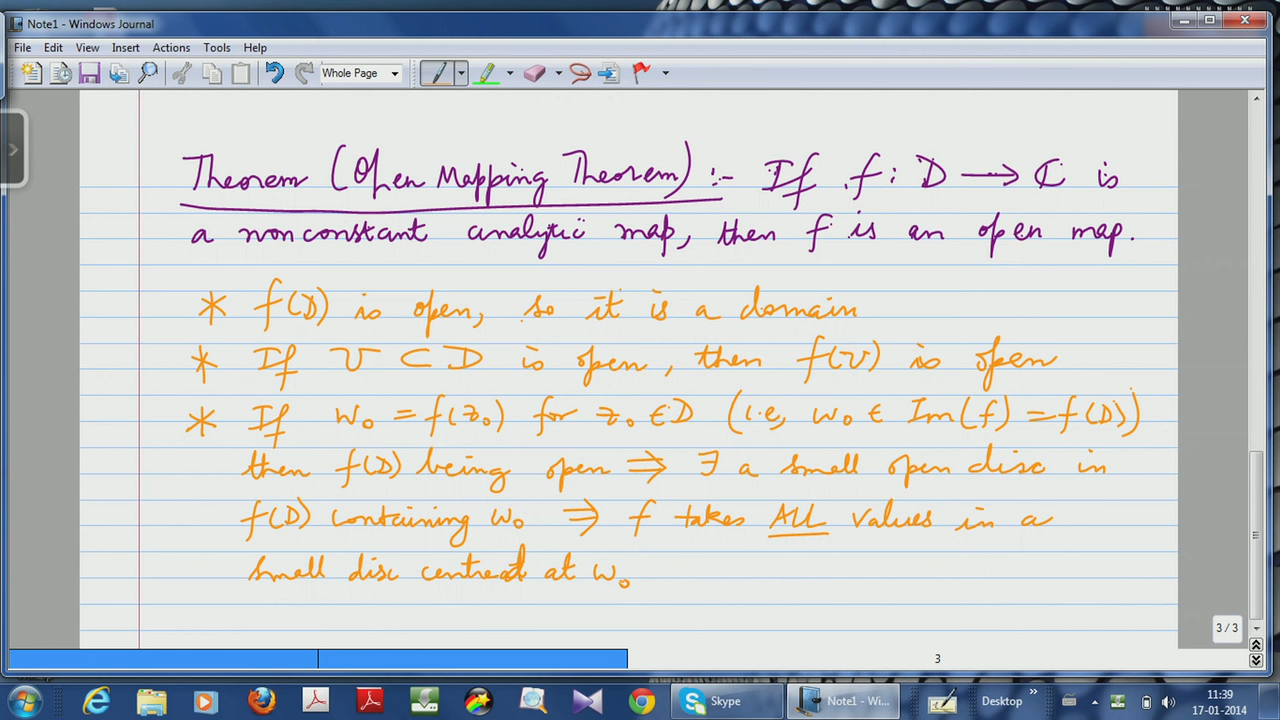 Note1 - Windows Journal
File Edit View Insert Actions Tools Help
Whole Page
Theorem (Open Mapping Theorem) :- If f : D → ℂ is
a nonconstant analytic map, then f is an open map.
* f(D) is open, so it is a domain
* If V ⊂ D is open, then f(V) is open
* If w₀ = f(z₀) for z₀ ∈ D (i.e, w₀ ∈ Im(f) = f(D))
then f(D) being open ⇒ ∃ a small open disc in
f(D) containing w₀ ⇒ f takes ALL values in a
small disc centred at w₀
3 / 3
3
Skype
Note1 - Wi...
Desktop
11:39
17-01-2014